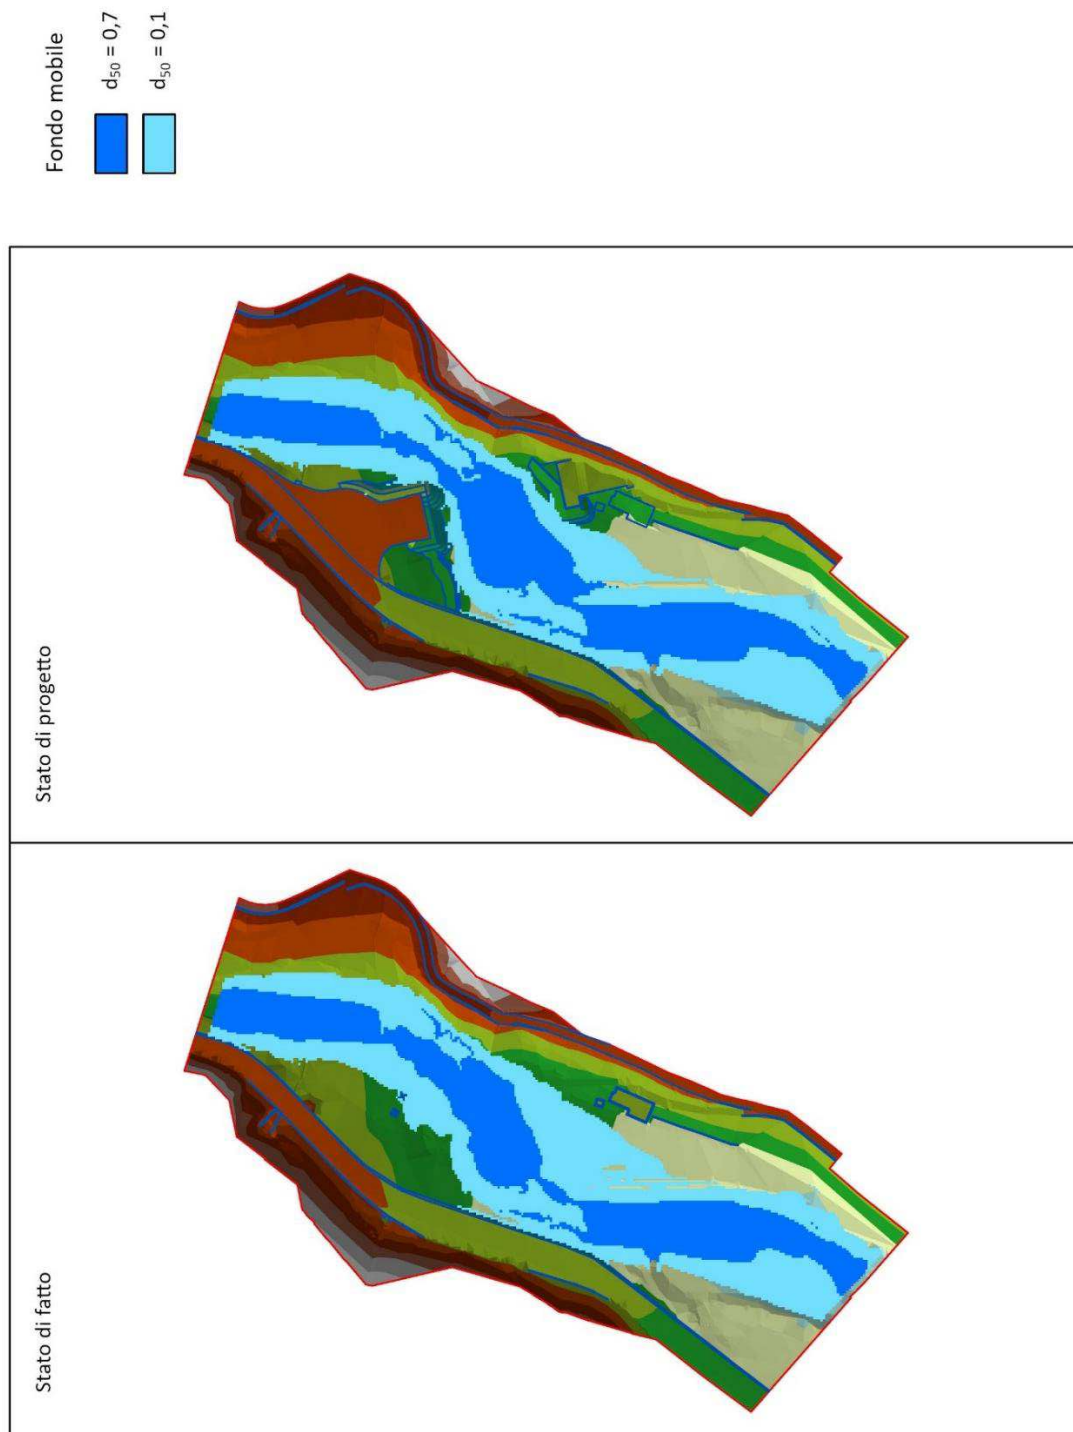 Stato di fatto
Stato di progetto
Fondo mobile
d₅₀ = 0,7
d₅₀ = 0,1